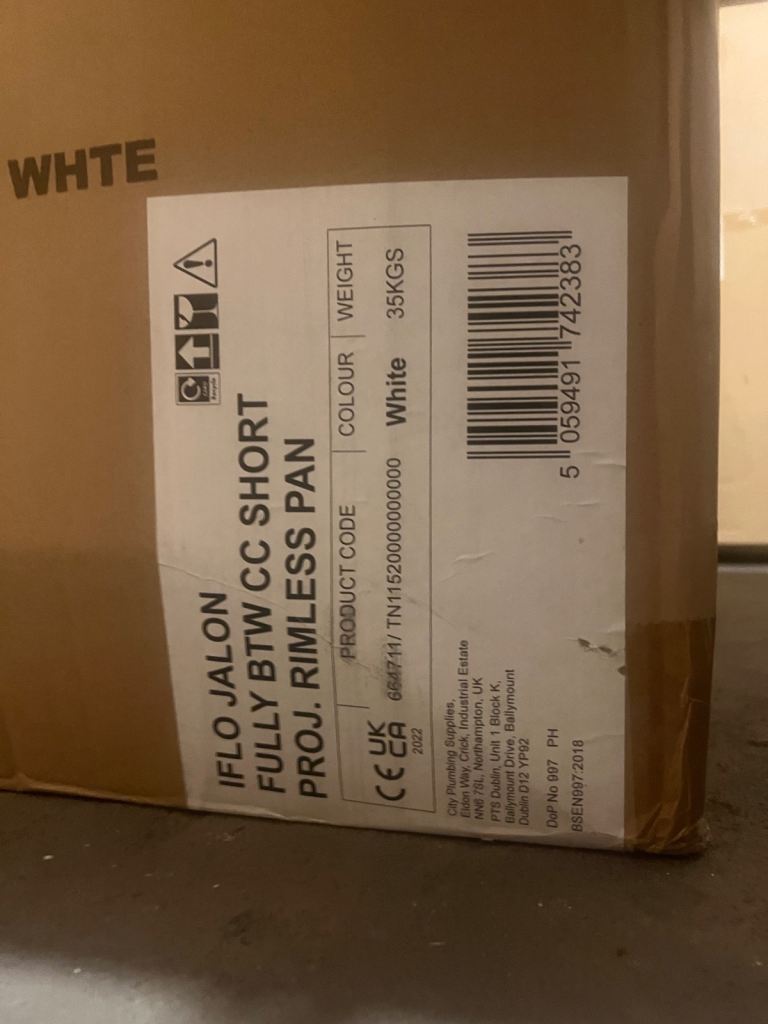 WHTE
IFLO JALON
FULLY BTW CC SHORT
PROJ. RIMLESS PAN
PRODUCT CODE COLOUR WEIGHT
CE UK CA 2022 664711/ TN11520000000000 White 35KGS
City Plumbing Supplies,
Eldon Way, Crick, Industrial Estate
NN6 7SL, Northampton, UK
PTS Dublin, Unit 1 Block K,
Ballymount Drive, Ballymount
Dublin D12 YP92
DoP No 997 PH
BSEN997:2018
5 059491 742383